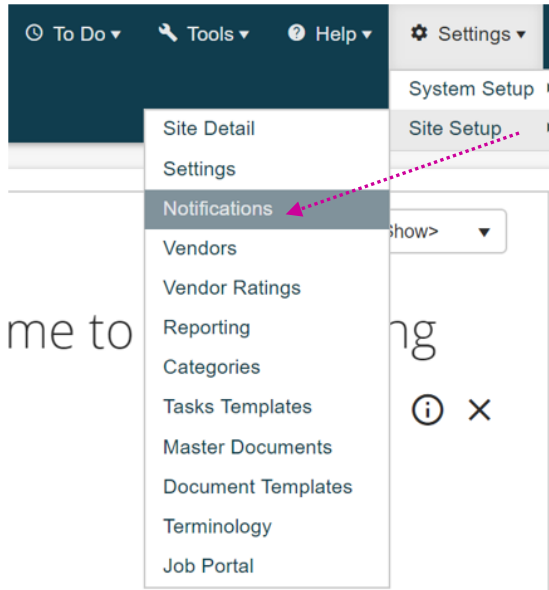 To Do Tools Help Settings
System Setup
Site Setup
Site Detail
Settings
Notifications
Show>
Vendors
Vendor Ratings
me to
Reporting
ng
Categories
Tasks Templates
Master Documents
Document Templates
Terminology
Job Portal